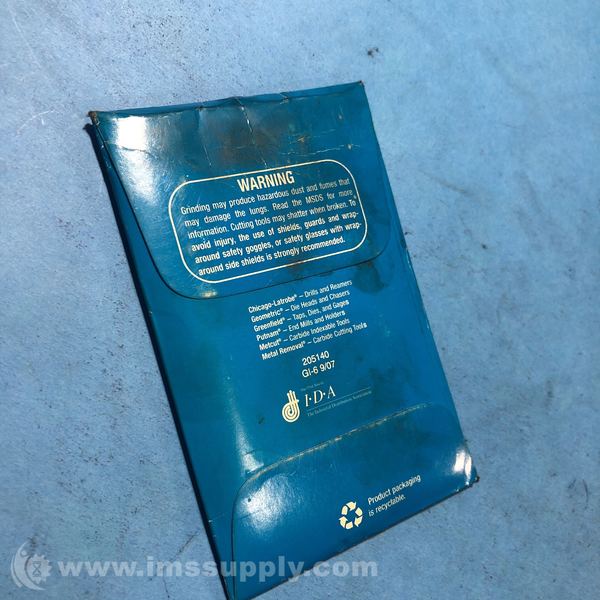 WARNING
Grinding may produce hazardous dust and fumes that
may damage the lungs. Read the MSDS for more
information. Cutting tools may shatter when broken. To
avoid injury, the use of shields, guards and wrap-
around safety goggles, or safety glasses with wrap-
around side shields is strongly recommended.
Chicago-Latrobe® – Drills and Reamers
Geometric® – Die Heads and Chasers
Greenfield® – Taps, Dies, and Gages
Putnam® – End Mills and Holders
Metcut® – Carbide Indexable Tools
Metal Removal® – Carbide Cutting Tools
205140
GI-6 9/07
I·D·A
The Industrial Distribution Association
Product packaging
is recyclable.
www.imssupply.com